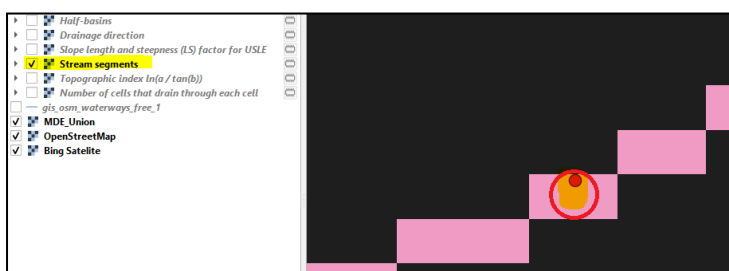 Half-basins
Drainage direction
Slope length and steepness (LS) factor for USLE
Stream segments
Topographic index ln(a / tan(b))
Number of cells that drain through each cell
gis_osm_waterways_free_1
MDE_Union
OpenStreetMap
Bing Satelite